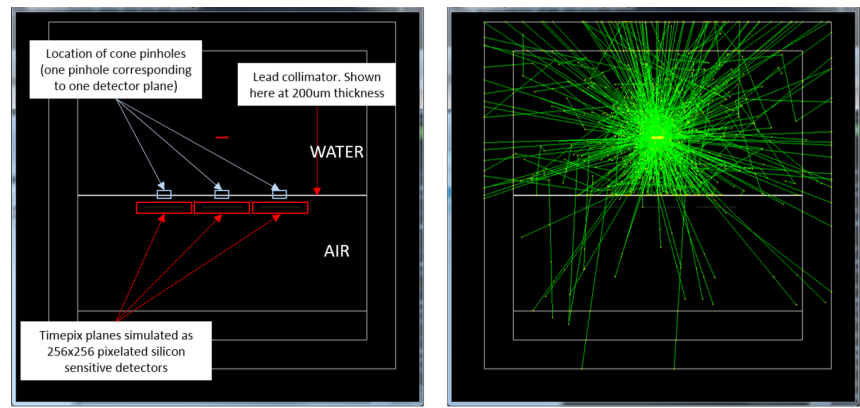 Location of cone pinholes
(one pinhole corresponding
to one detector plane)
Lead collimator. Shown
here at 200um thickness
WATER
AIR
Timepix planes simulated as
256x256 pixelated silicon
sensitive detectors